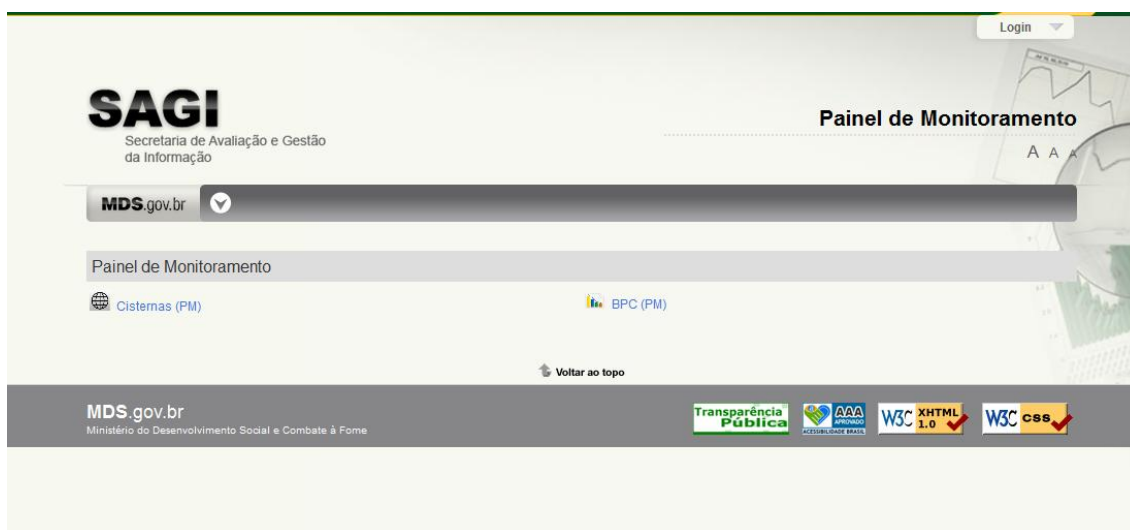 Login
SAGI
Secretaria de Avaliação e Gestão
da Informação
Painel de Monitoramento
A A A
MDS.gov.br
Painel de Monitoramento
Cisternas (PM)
BPC (PM)
Voltar ao topo
MDS.gov.br
Ministério do Desenvolvimento Social e Combate à Fome
Transparência
Pública
AAA
APROVADO
ACESSIBILIDADE BRASIL
W3C XHTML
1.0
W3C css